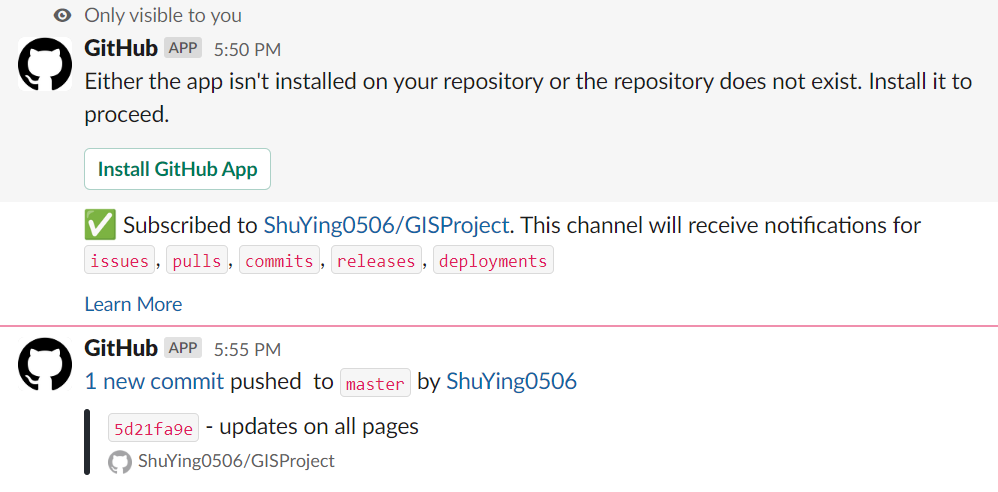 Only visible to you
GitHub APP 5:50 PM
Either the app isn't installed on your repository or the repository does not exist. Install it to
proceed.
Install GitHub App
✅ Subscribed to ShuYing0506/GISProject. This channel will receive notifications for
issues, pulls, commits, releases, deployments
Learn More
GitHub APP 5:55 PM
1 new commit pushed to master by ShuYing0506
5d21fa9e - updates on all pages
ShuYing0506/GISProject